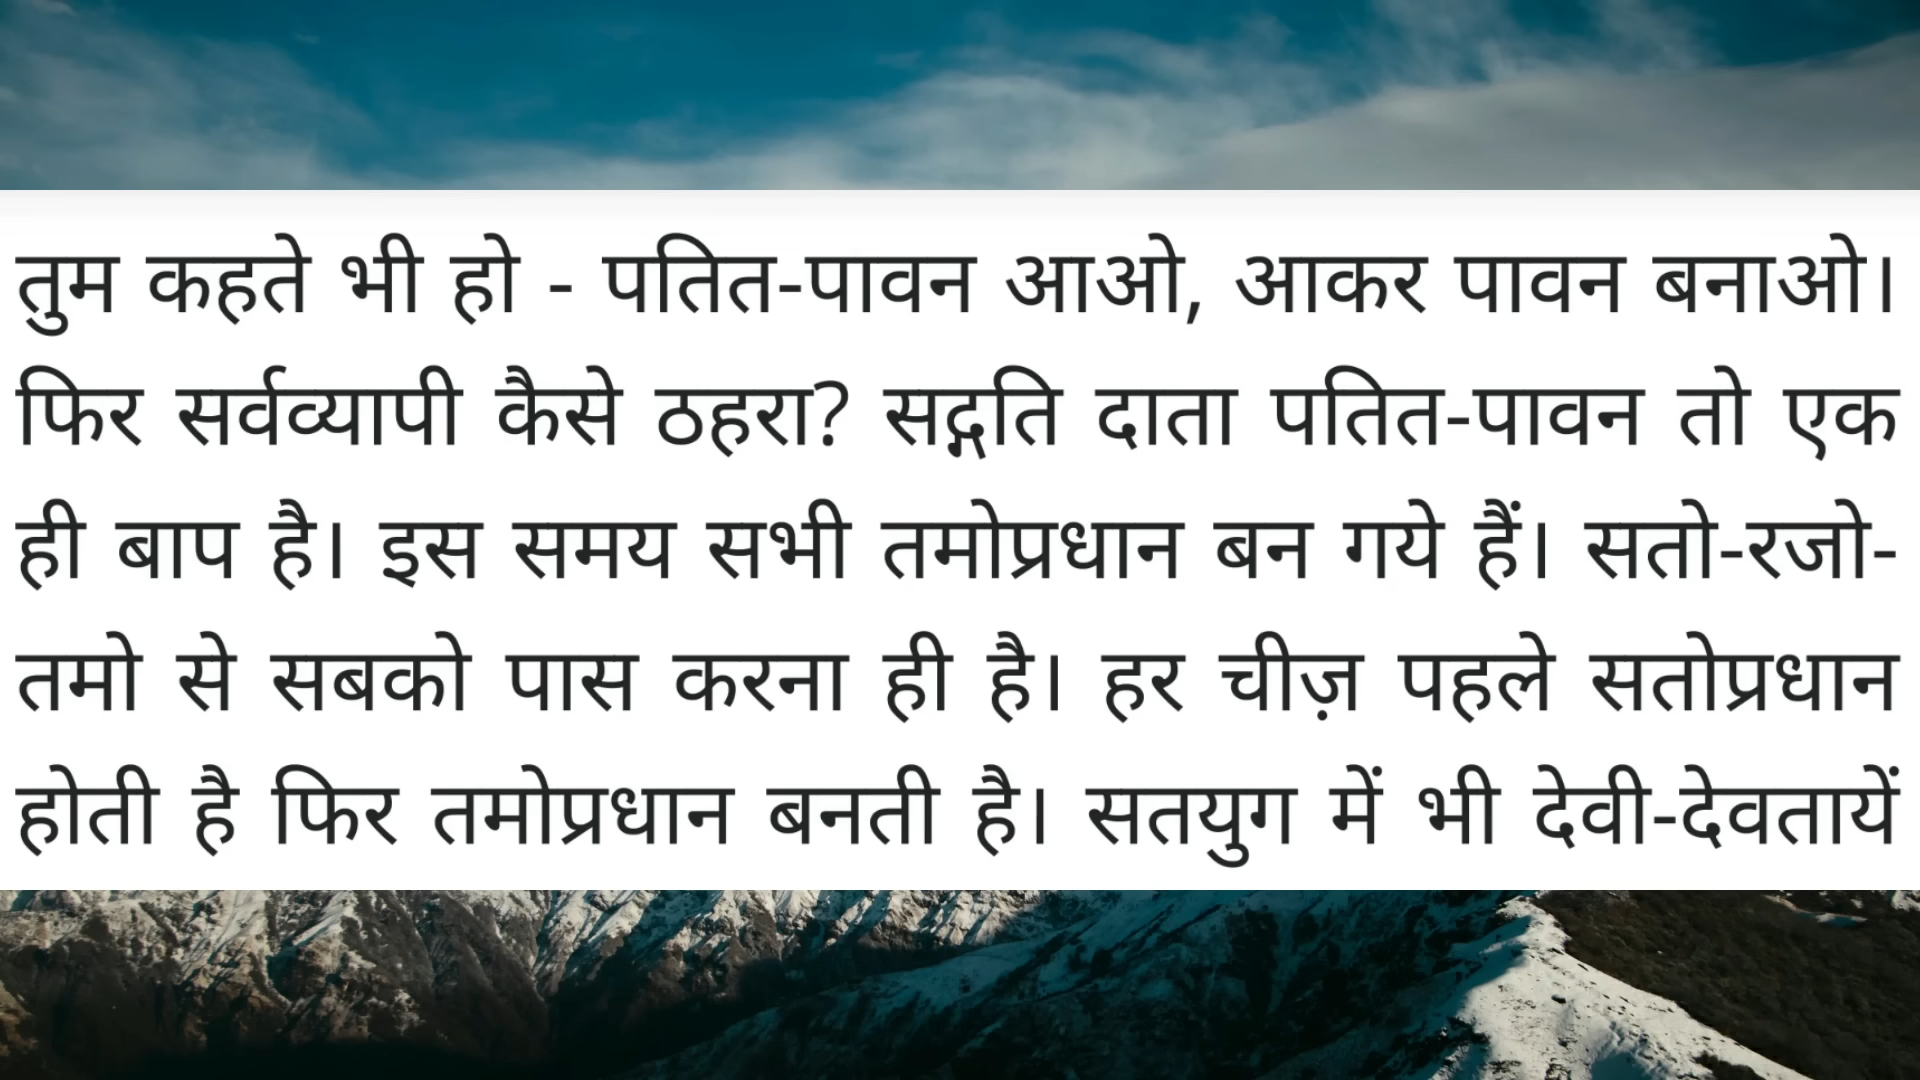 तुम कहते भी हो - पतित-पावन आओ, आकर पावन बनाओ।
फिर सर्वव्यापी कैसे ठहरा? सद्गति दाता पतित-पावन तो एक
ही बाप है। इस समय सभी तमोप्रधान बन गये हैं। सतो-रजो-
तमो से सबको पास करना ही है। हर चीज़ पहले सतोप्रधान
होती है फिर तमोप्रधान बनती है। सतयुग में भी देवी-देवतायें